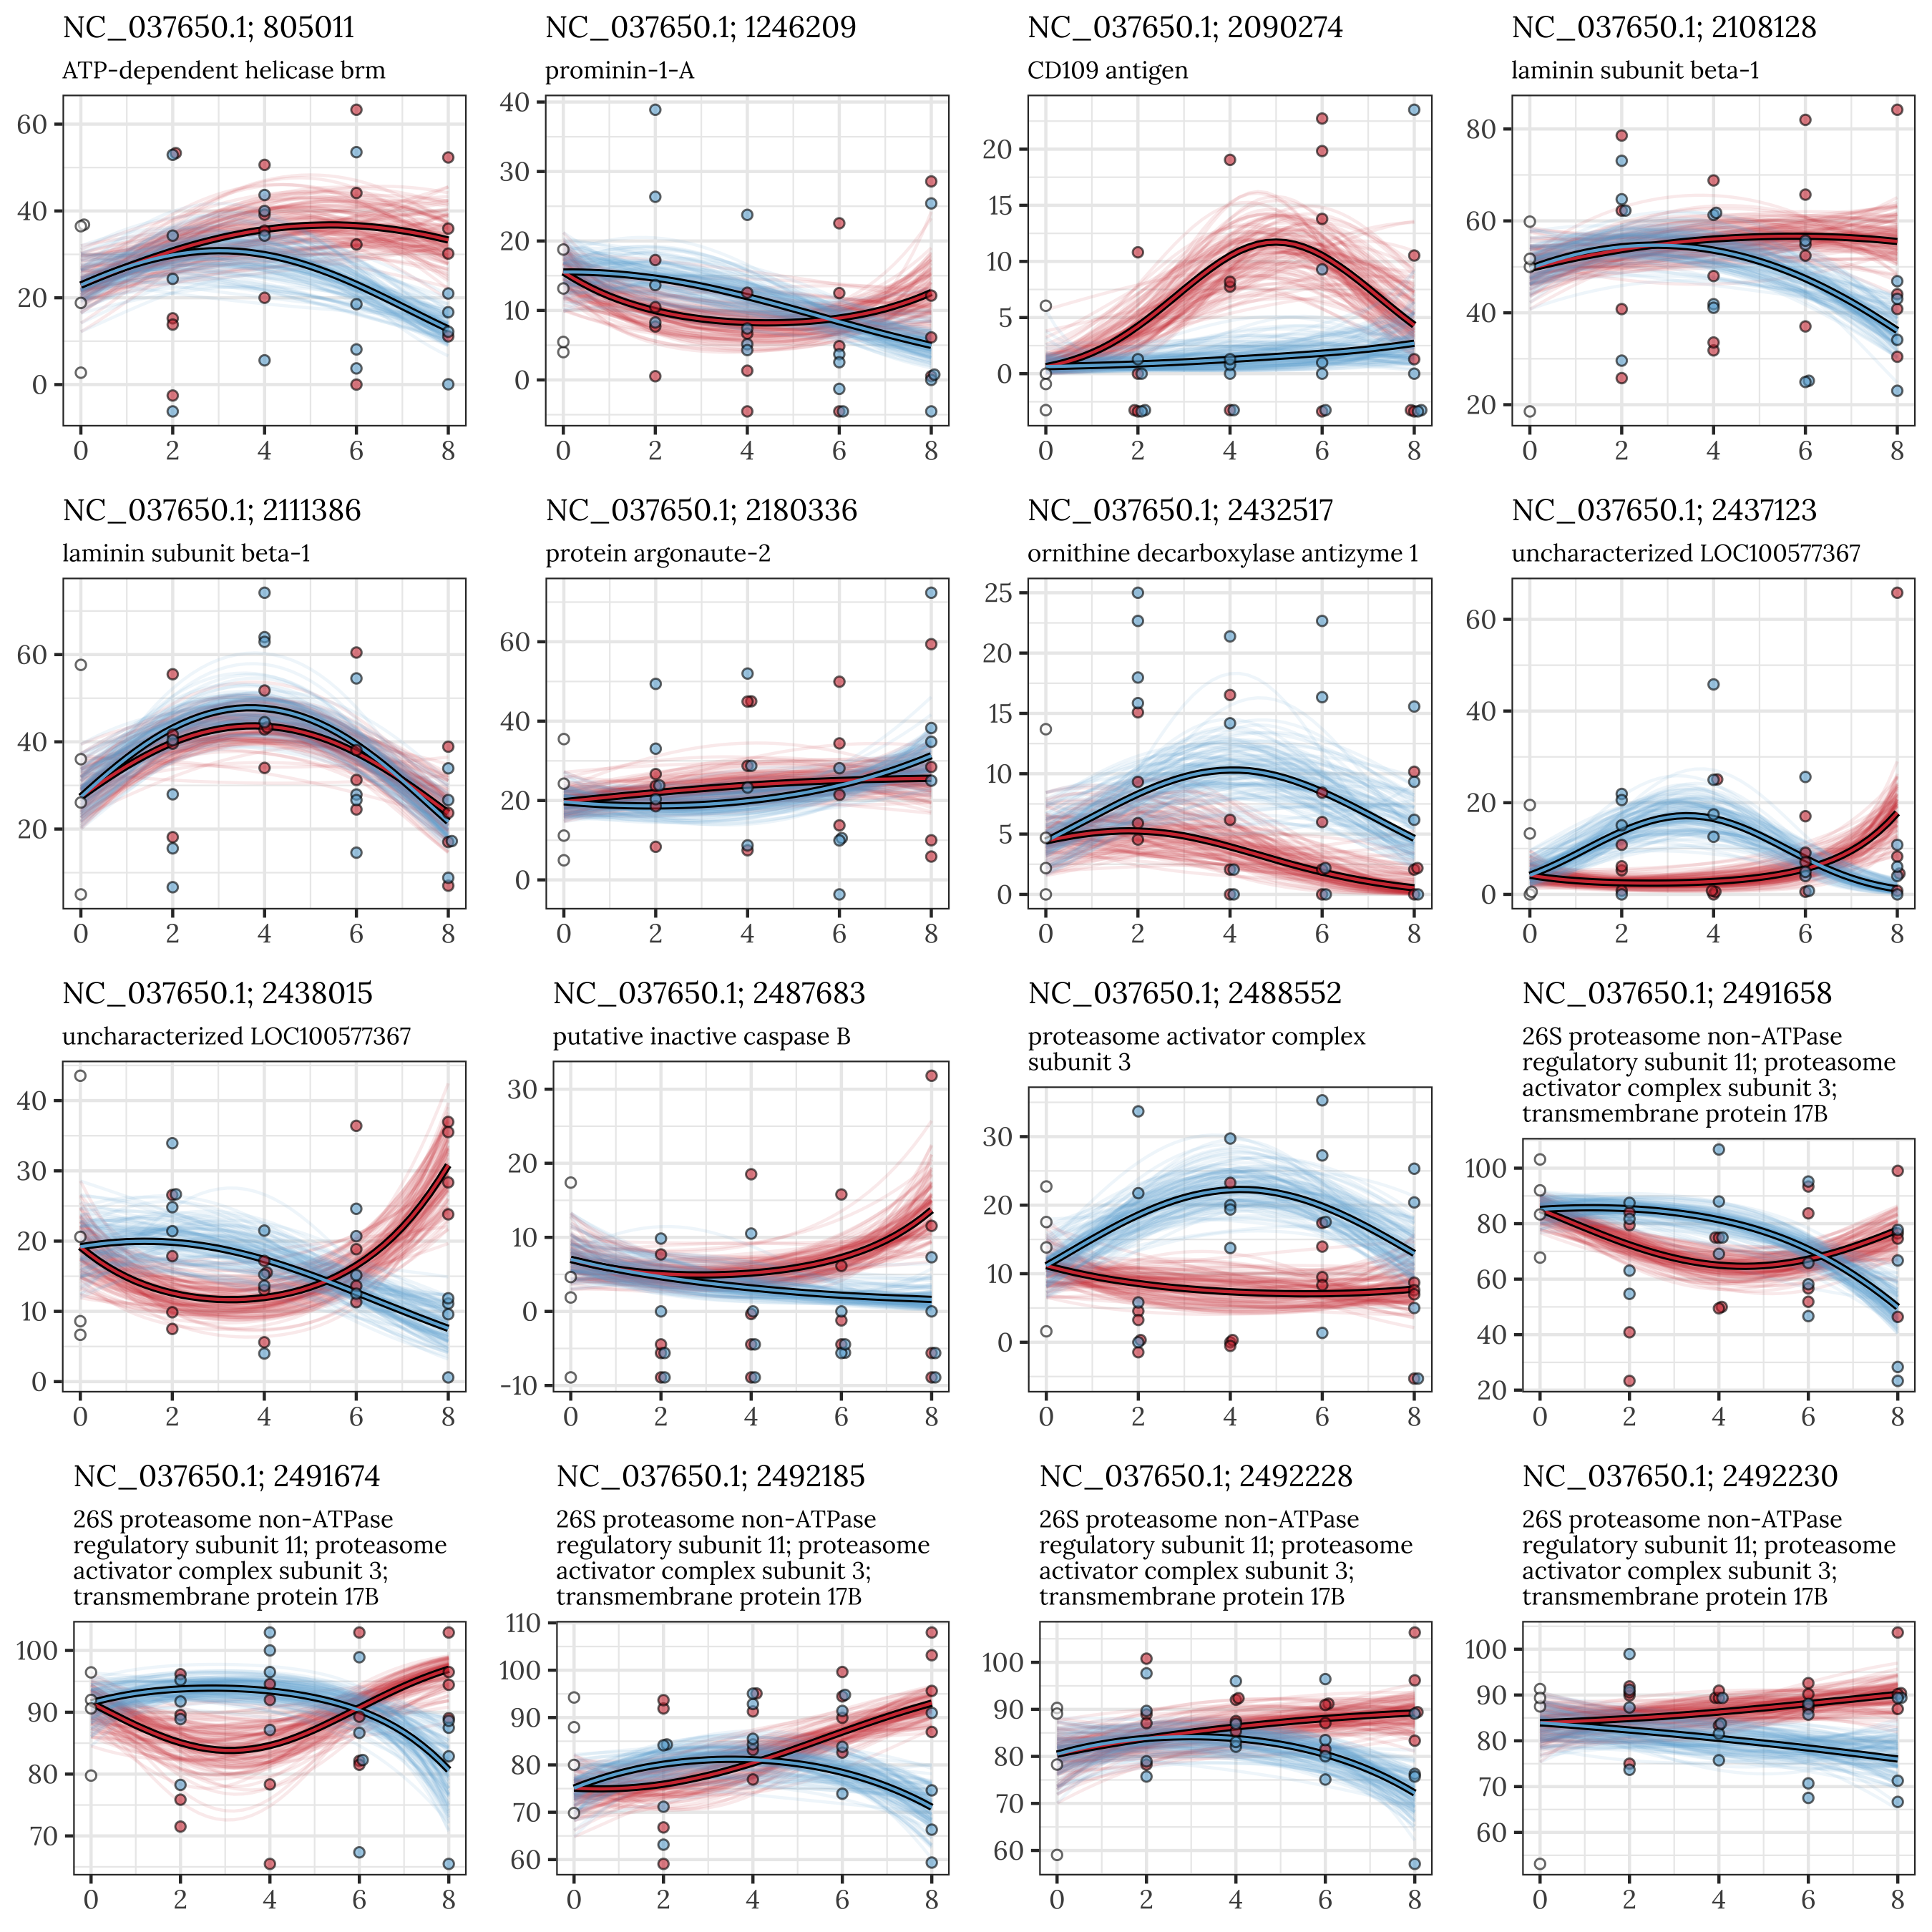 NC_037650.1; 805011
ATP-dependent helicase brm
60
40
20
0
0 2 4 6 8
NC_037650.1; 1246209
prominin-1-A
40
30
20
10
0
0 2 4 6 8
NC_037650.1; 2090274
CD109 antigen
20
15
10
5
0
0 2 4 6 8
NC_037650.1; 2108128
laminin subunit beta-1
80
60
40
20
0 2 4 6 8
NC_037650.1; 2111386
laminin subunit beta-1
60
40
20
0 2 4 6 8
NC_037650.1; 2180336
protein argonaute-2
60
40
20
0
0 2 4 6 8
NC_037650.1; 2432517
ornithine decarboxylase antizyme 1
25
20
15
10
5
0
0 2 4 6 8
NC_037650.1; 2437123
uncharacterized LOC100577367
60
40
20
0
0 2 4 6 8
NC_037650.1; 2438015
uncharacterized LOC100577367
40
30
20
10
0
0 2 4 6 8
NC_037650.1; 2487683
putative inactive caspase B
30
20
10
0
-10
0 2 4 6 8
NC_037650.1; 2488552
proteasome activator complex
subunit 3
30
20
10
0
0 2 4 6 8
NC_037650.1; 2491658
26S proteasome non-ATPase
regulatory subunit 11; proteasome
activator complex subunit 3;
transmembrane protein 17B
100
80
60
40
20
0 2 4 6 8
NC_037650.1; 2491674
26S proteasome non-ATPase
regulatory subunit 11; proteasome
activator complex subunit 3;
transmembrane protein 17B
100
90
80
70
0 2 4 6 8
NC_037650.1; 2492185
26S proteasome non-ATPase
regulatory subunit 11; proteasome
activator complex subunit 3;
transmembrane protein 17B
110
100
90
80
70
60
0 2 4 6 8
NC_037650.1; 2492228
26S proteasome non-ATPase
regulatory subunit 11; proteasome
activator complex subunit 3;
transmembrane protein 17B
100
90
80
70
60
0 2 4 6 8
NC_037650.1; 2492230
26S proteasome non-ATPase
regulatory subunit 11; proteasome
activator complex subunit 3;
transmembrane protein 17B
100
90
80
70
60
0 2 4 6 8